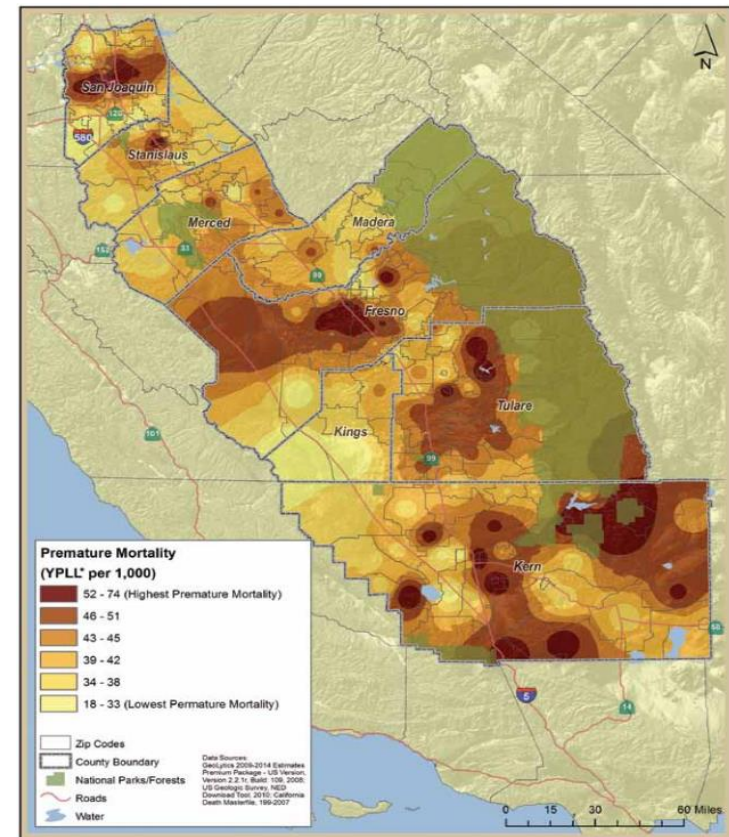 N
San Joaquin
120
580
Stanislaus
Merced
Madera
152
33
99
Fresno
101
Kings
Tulare
99
Kern
58
5
14
Premature Mortality
(YPLL* per 1,000)
52 - 74 (Highest Premature Mortality)
46 - 51
43 - 45
39 - 42
34 - 38
18 - 33 (Lowest Permature Mortality)
Zip Codes
County Boundary
National Parks/Forests
Roads
Water
Data Sources:
GeoLytics 2009-2014 Estimates
Premium Package - US Version,
Version 2.2.1r, Build: 109, 2008;
US Geologic Survey, NED
Download Tool, 2010; California
Death Masterfile, 199-2007
0 15 30 60 Miles